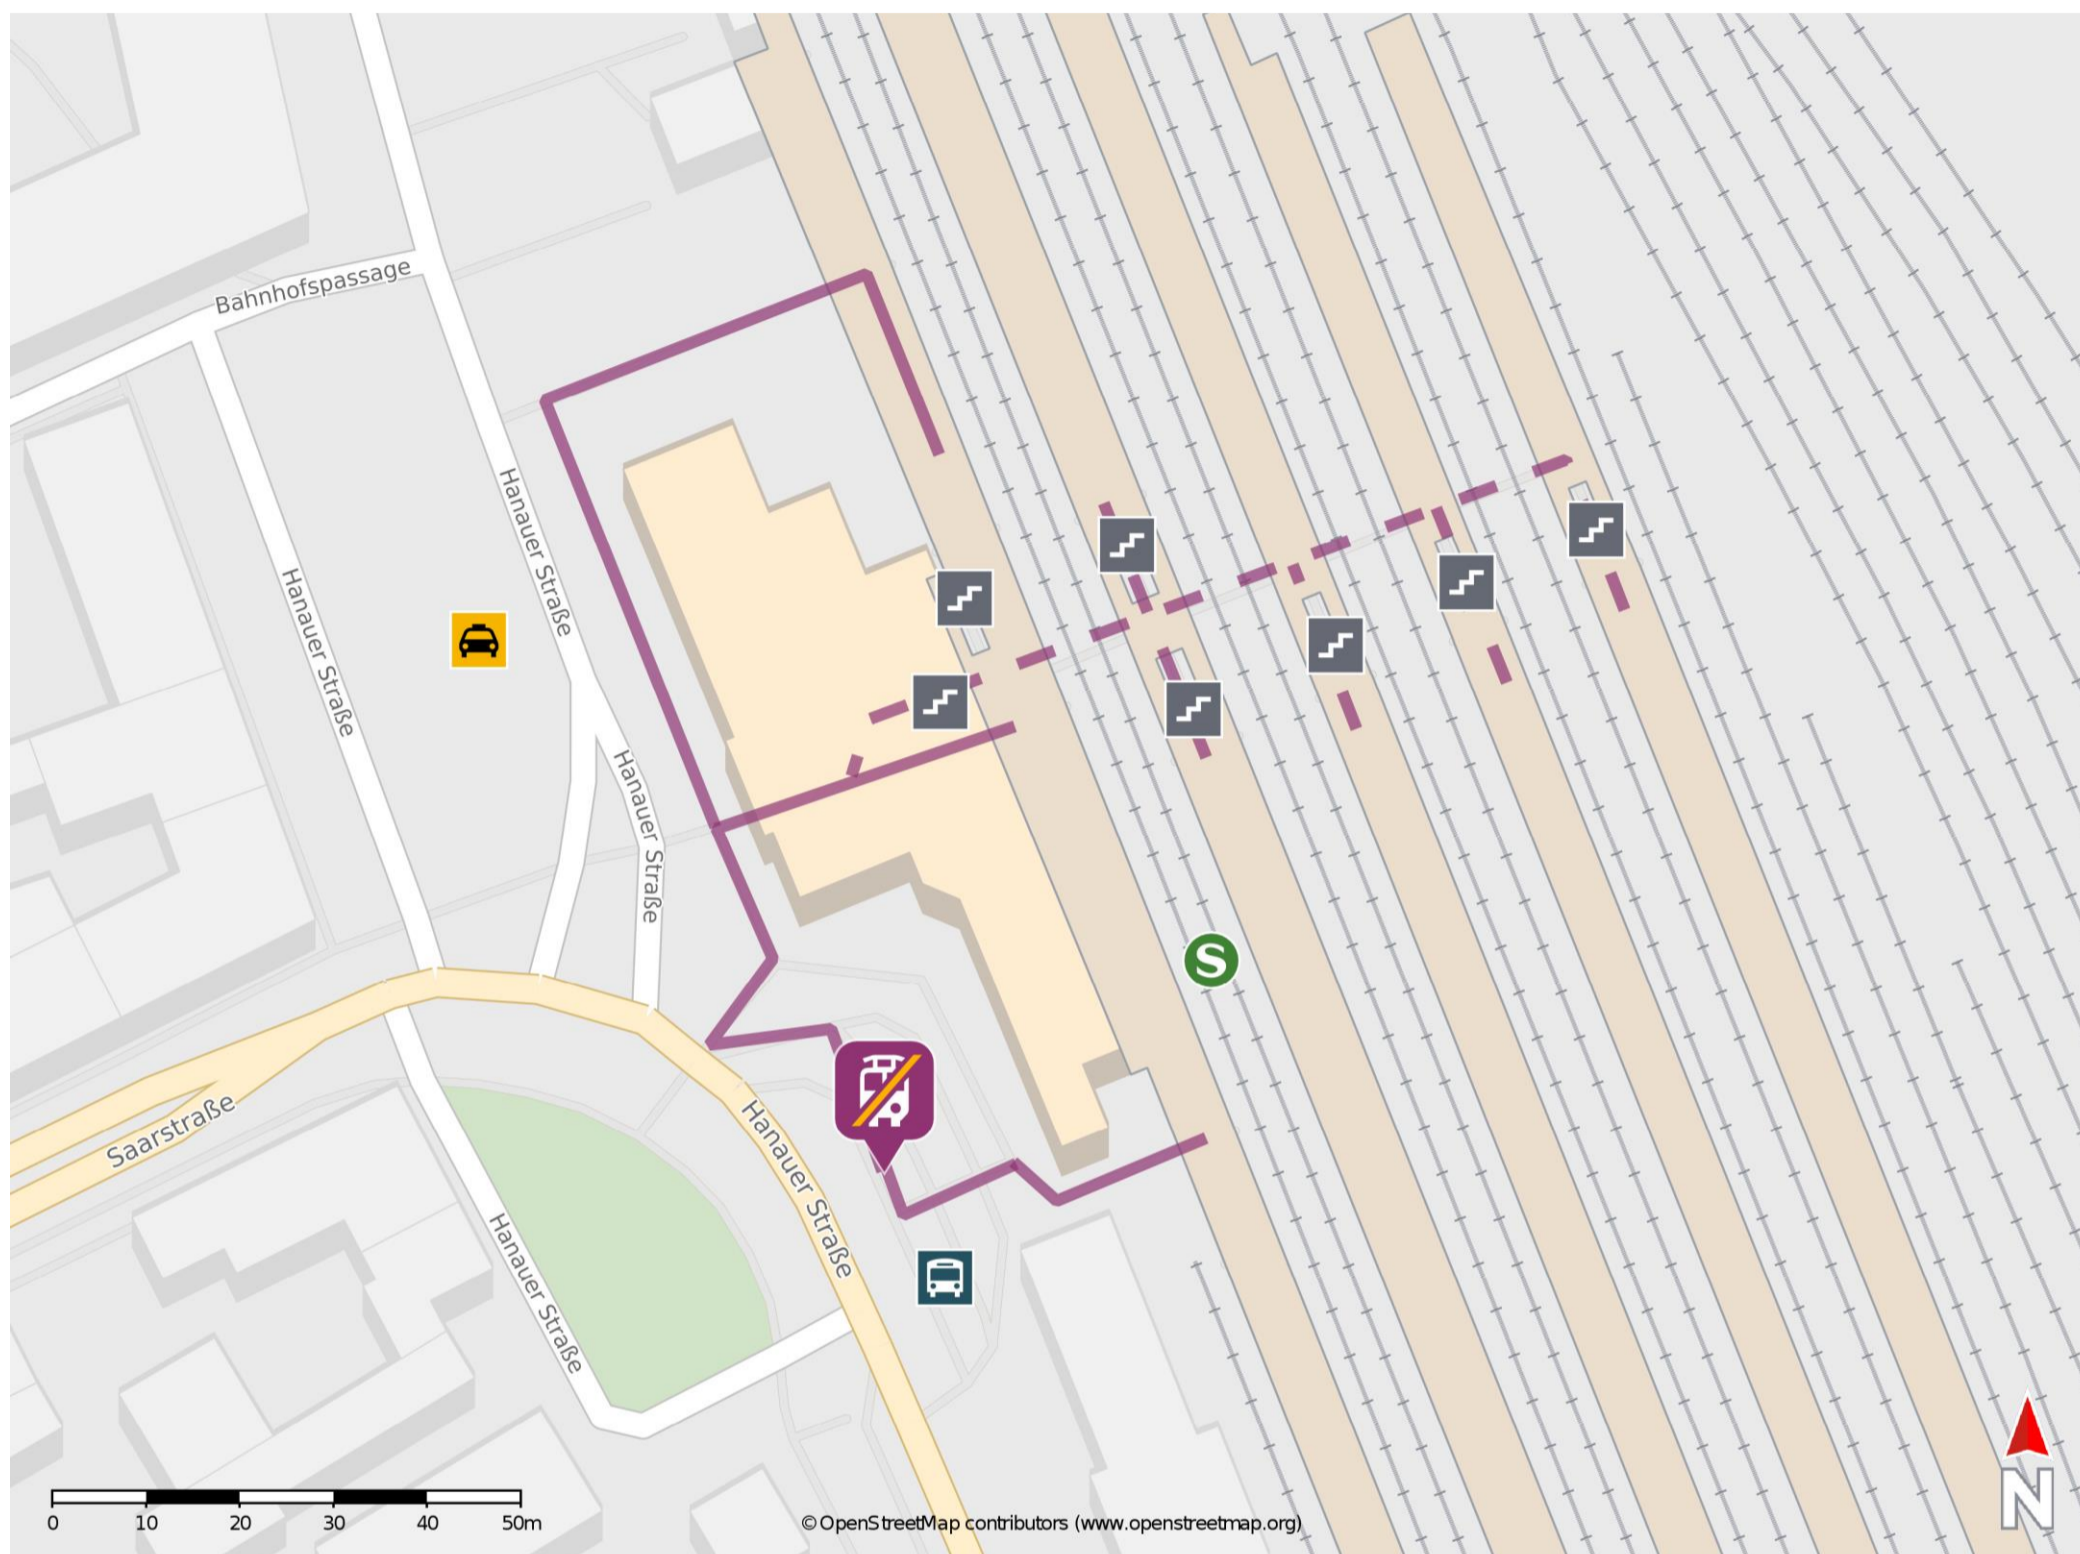 Bahnhofspassage
Hanauer Straße
Hanauer Straße
Hanauer Straße
S
Saarstraße
Hanauer Straße
Hanauer Straße
N
0 10 20 30 40 50m
© OpenStreetMap contributors (www.openstreetmap.org)